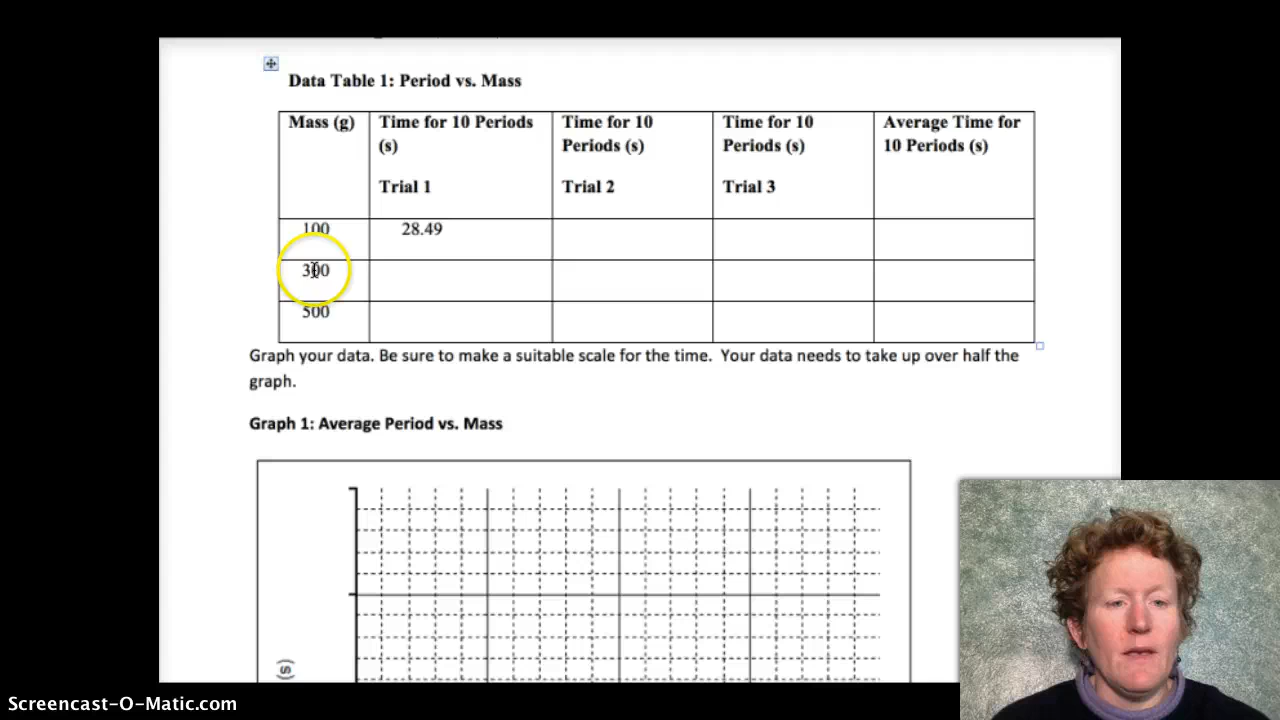 Data Table 1: Period vs. Mass
Mass (g) Time for 10 Periods Time for 10 Time for 10 Average Time for
(s) Periods (s) Periods (s) 10 Periods (s)
Trial 1 Trial 2 Trial 3
100 28.49
300
500
Graph your data. Be sure to make a suitable scale for the time. Your data needs to take up over half the
graph.
Graph 1: Average Period vs. Mass
(s)
Screencast-O-Matic.com